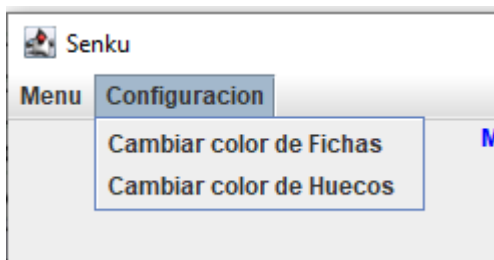 Senku
Menu Configuracion
Cambiar color de Fichas
Cambiar color de Huecos